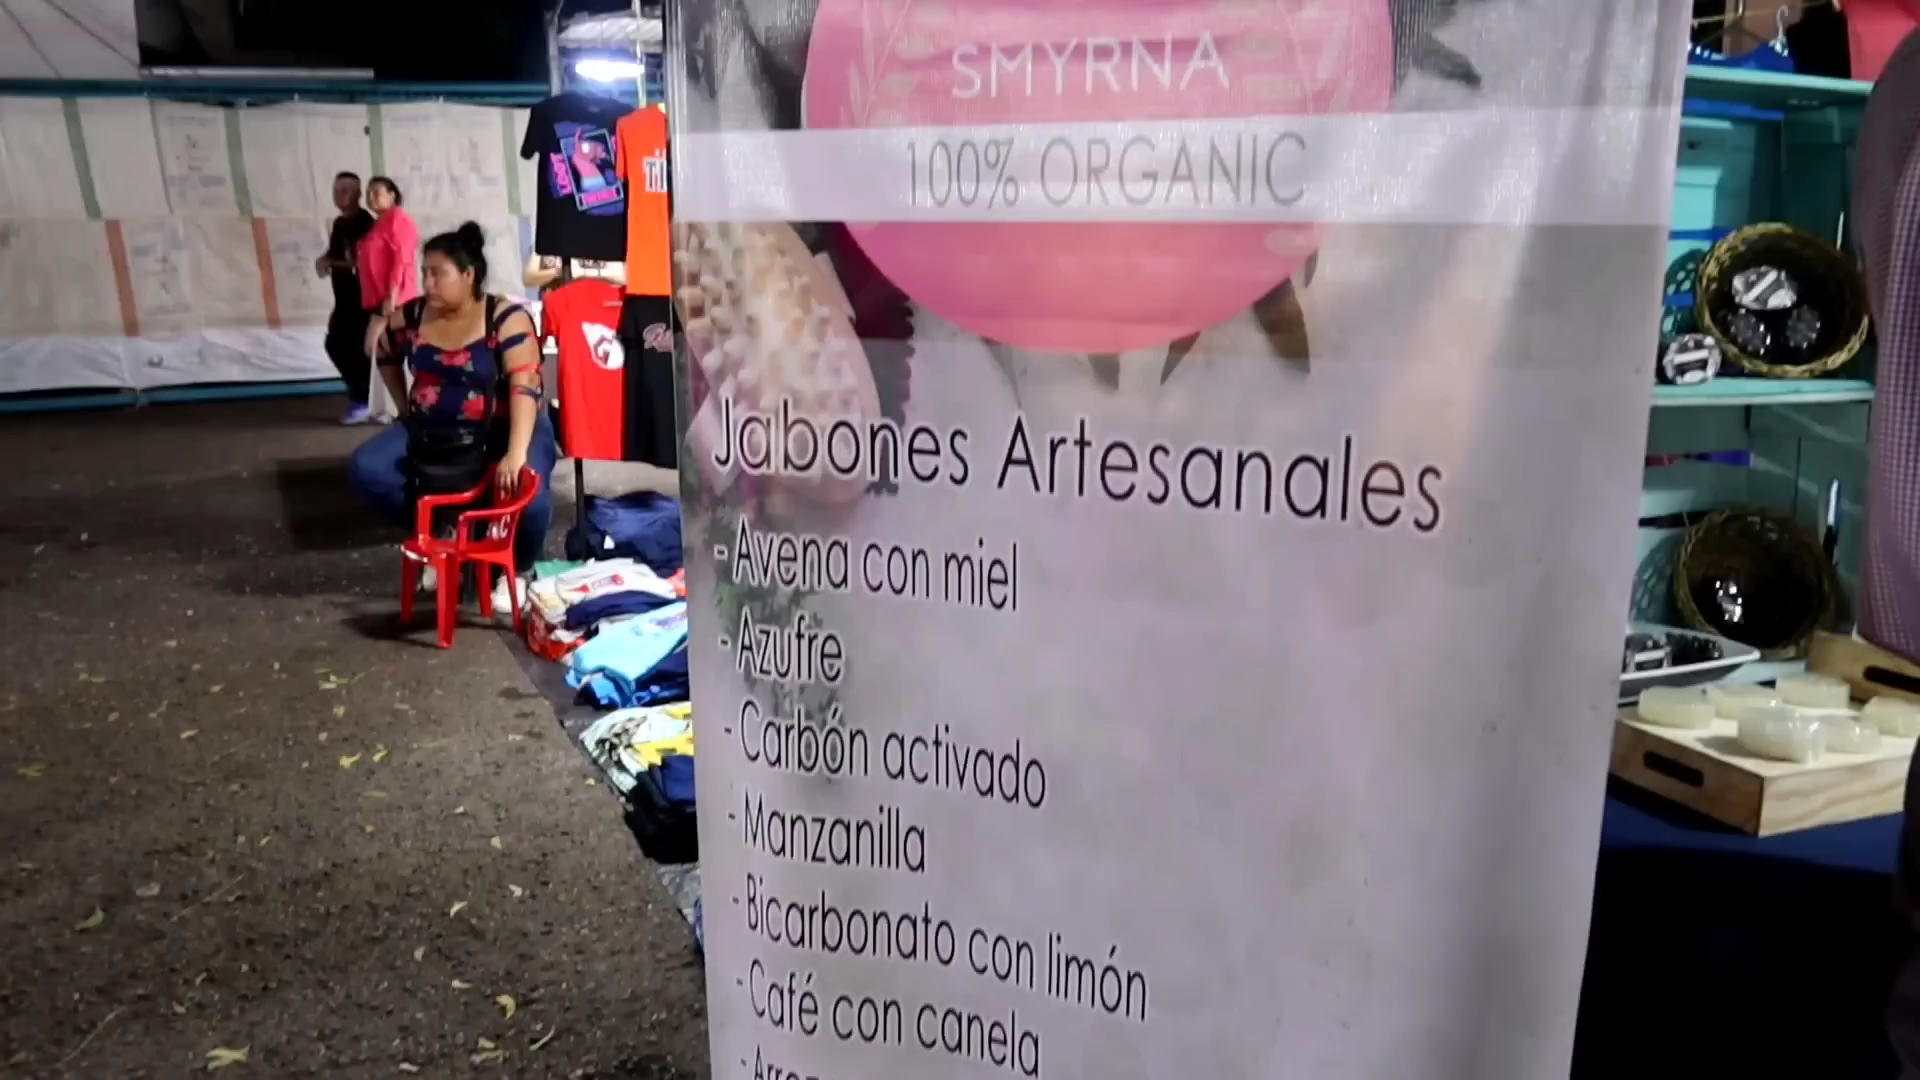 SMYRNA
100% ORGANIC
Jabones Artesanales
-Avena con miel
-Azufre
-Carbón activado
-Manzanilla
-Bicarbonato con limón
-Café con canela